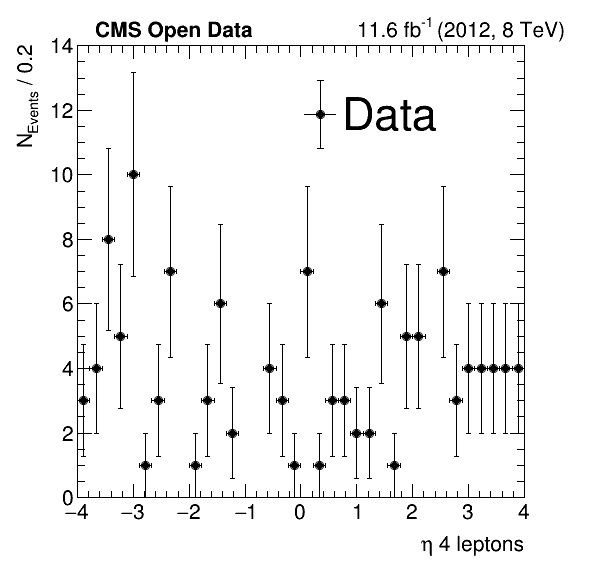 CMS Open Data 11.6 fb⁻¹ (2012, 8 TeV)
N_Events / 0.2
14
12
10
8
6
4
2
0
Data
−4 −3 −2 −1 0 1 2 3 4
η 4 leptons